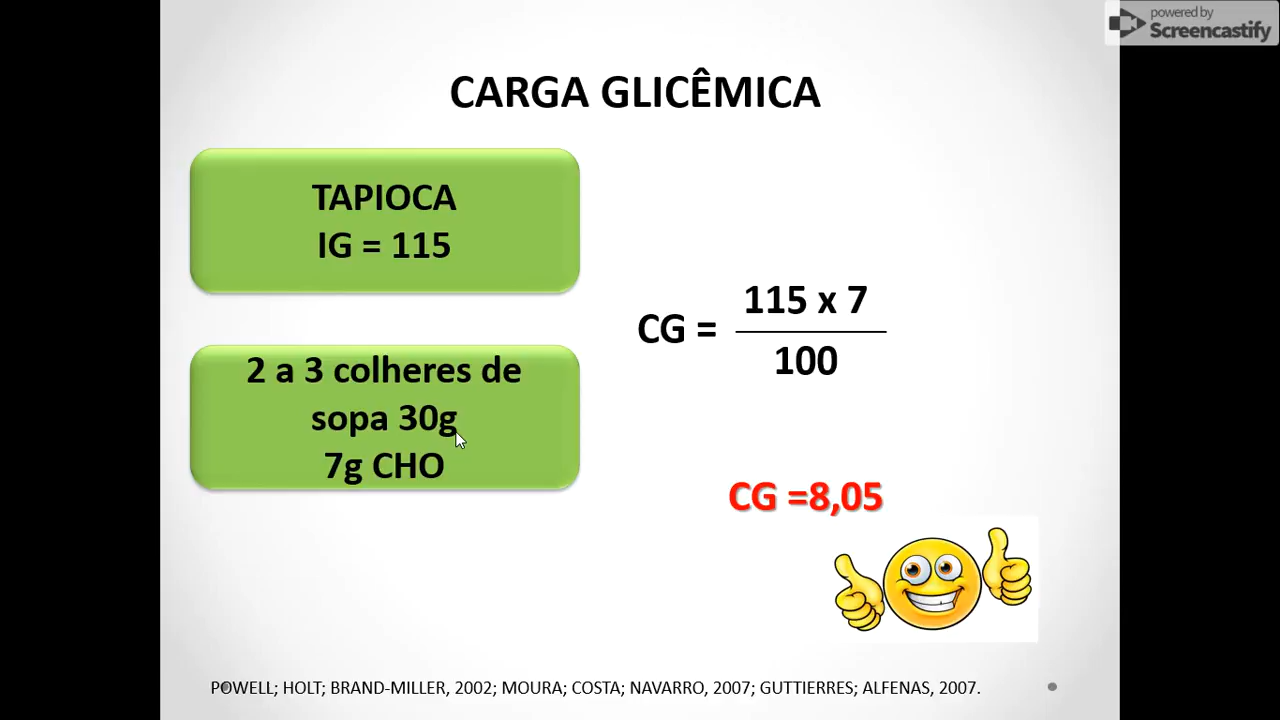 powered by
Screencastify
CARGA GLICÊMICA
TAPIOCA
IG = 115
2 a 3 colheres de
sopa 30g
7g CHO
115 x 7
CG =
100
CG =8,05
POWELL; HOLT; BRAND-MILLER, 2002; MOURA; COSTA; NAVARRO, 2007; GUTTIERRES; ALFENAS, 2007.